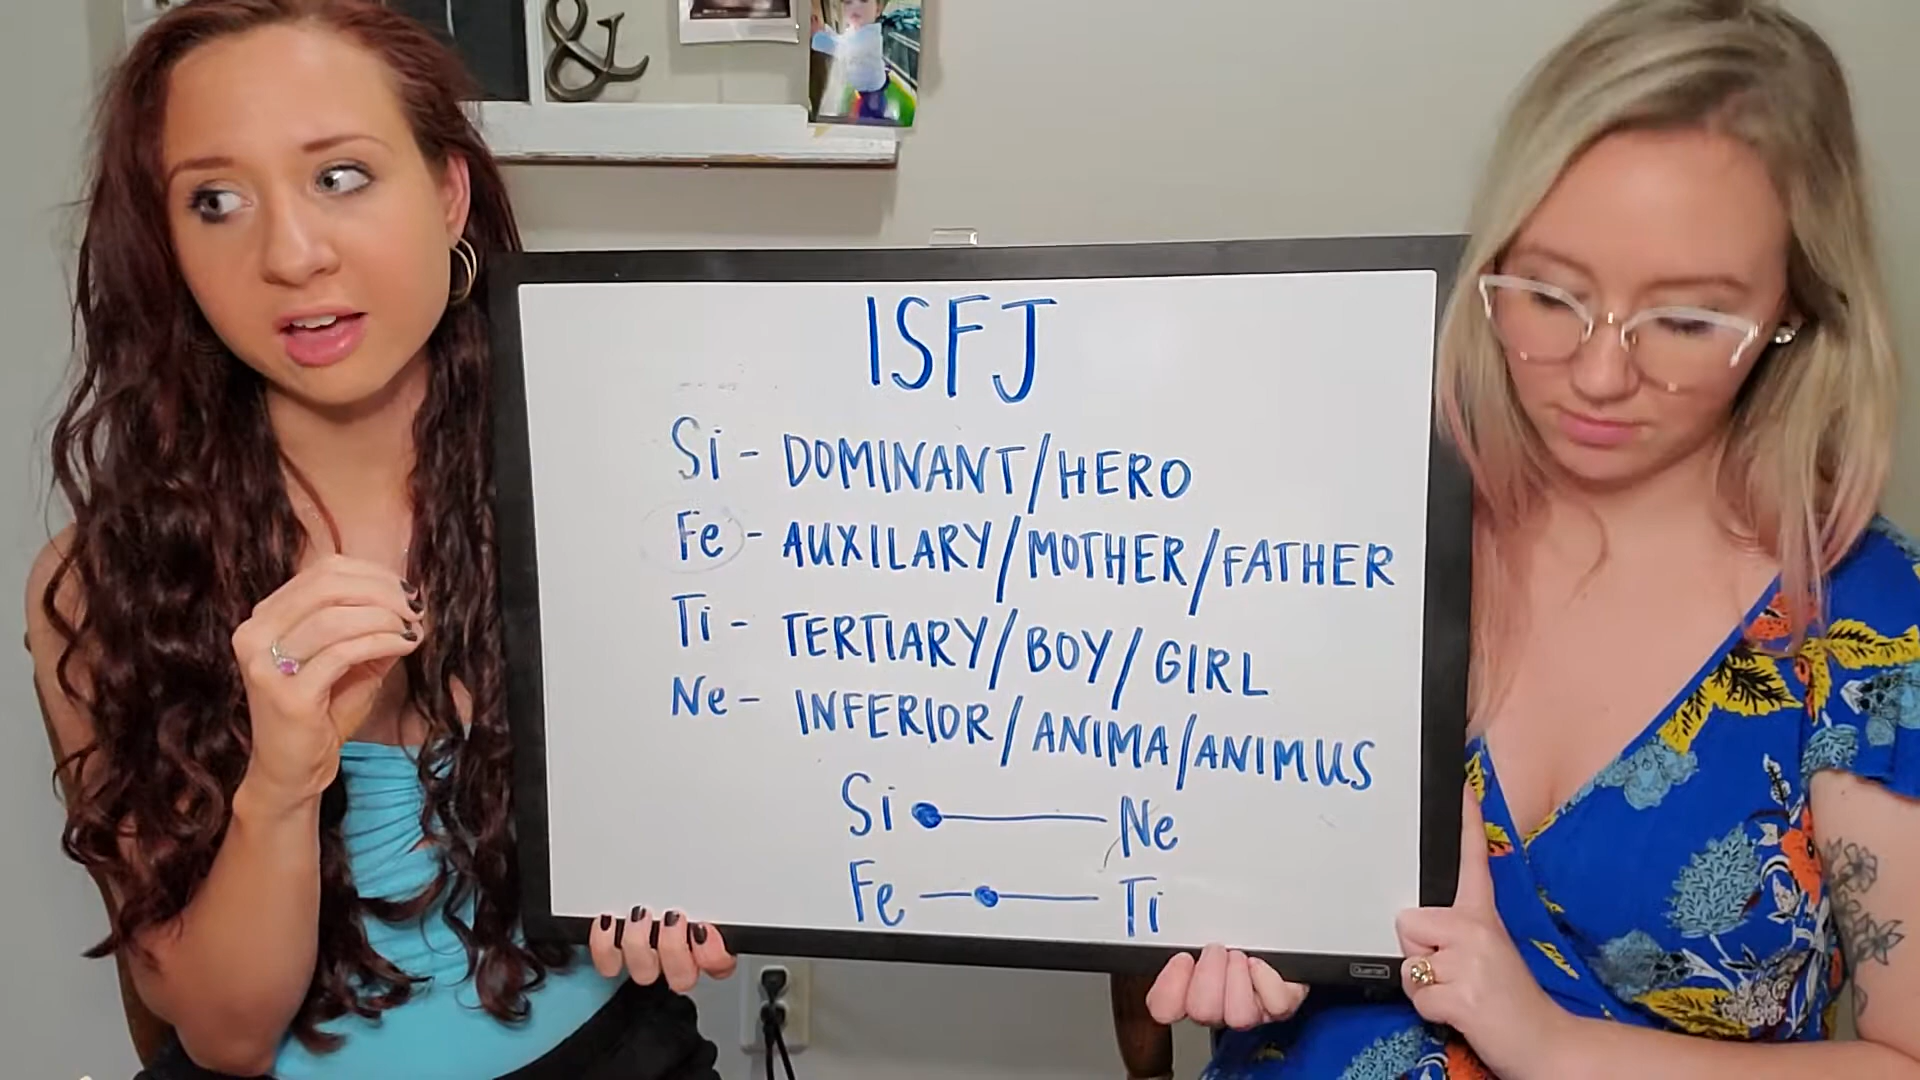 &
ISFJ
Si - DOMINANT/HERO
Fe - AUXILARY/MOTHER/FATHER
Ti - TERTIARY/BOY/GIRL
Ne - INFERIOR/ANIMA/ANIMUS
Si Ne
Fe Ti
Quartet